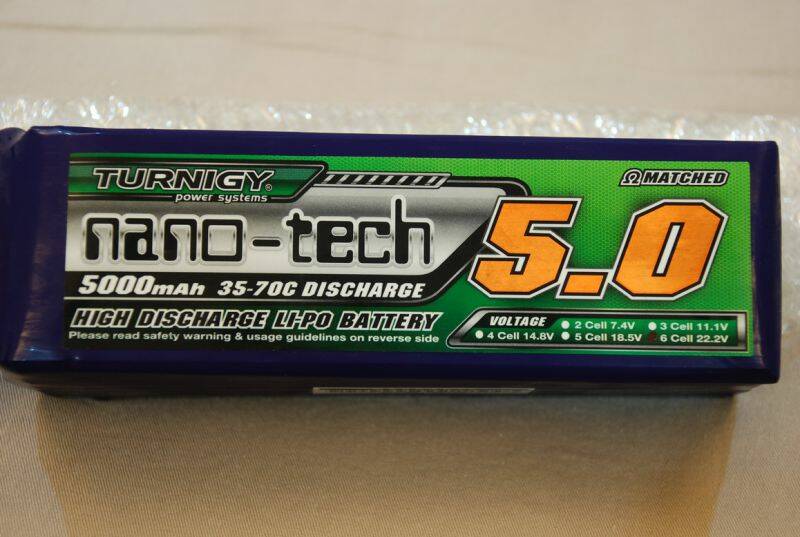 TURNIGY®
power systems
ΩMATCHED
nano-tech
5.0
5000mAh 35-70C DISCHARGE
HIGH DISCHARGE LI-PO BATTERY
Please read safety warning & usage guidelines on reverse side
VOLTAGE 2 Cell 7.4V 3 Cell 11.1V
4 Cell 14.8V 5 Cell 18.5V 6 Cell 22.2V